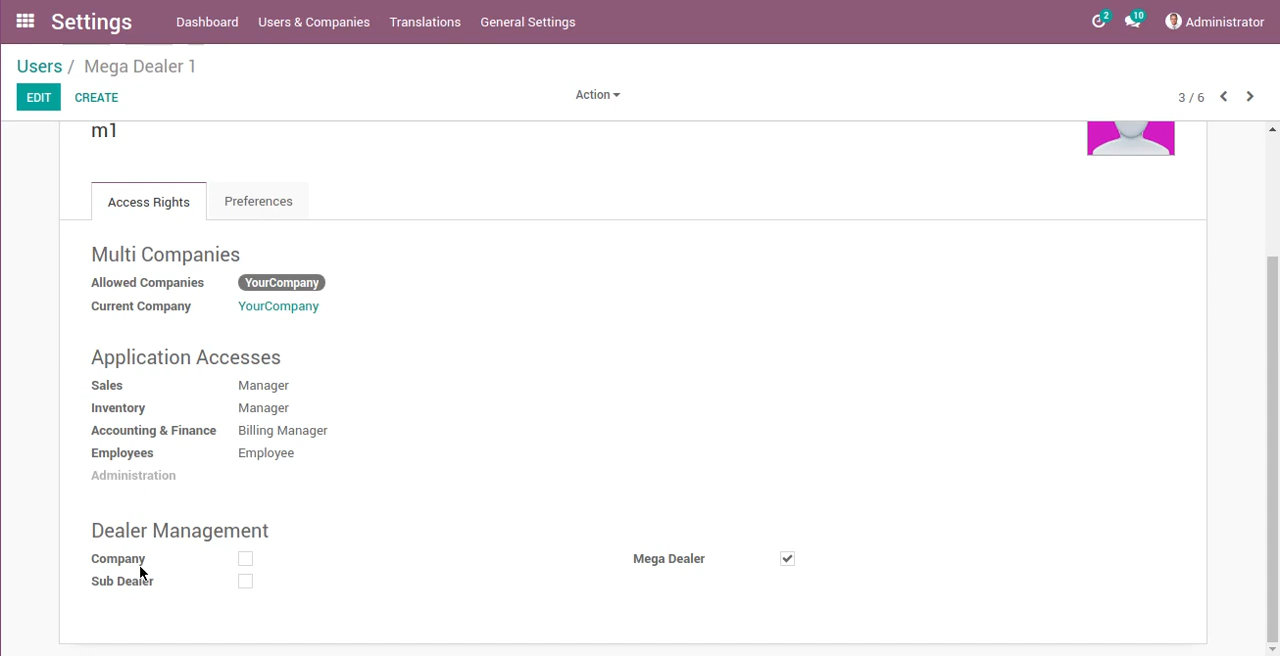 Settings Dashboard Users & Companies Translations General Settings 2 10 Administrator
Users / Mega Dealer 1
EDIT CREATE Action 3 / 6
m1
Access Rights Preferences
Multi Companies
Allowed Companies YourCompany
Current Company YourCompany
Application Accesses
Sales Manager
Inventory Manager
Accounting & Finance Billing Manager
Employees Employee
Administration
Dealer Management
Company Mega Dealer
Sub Dealer